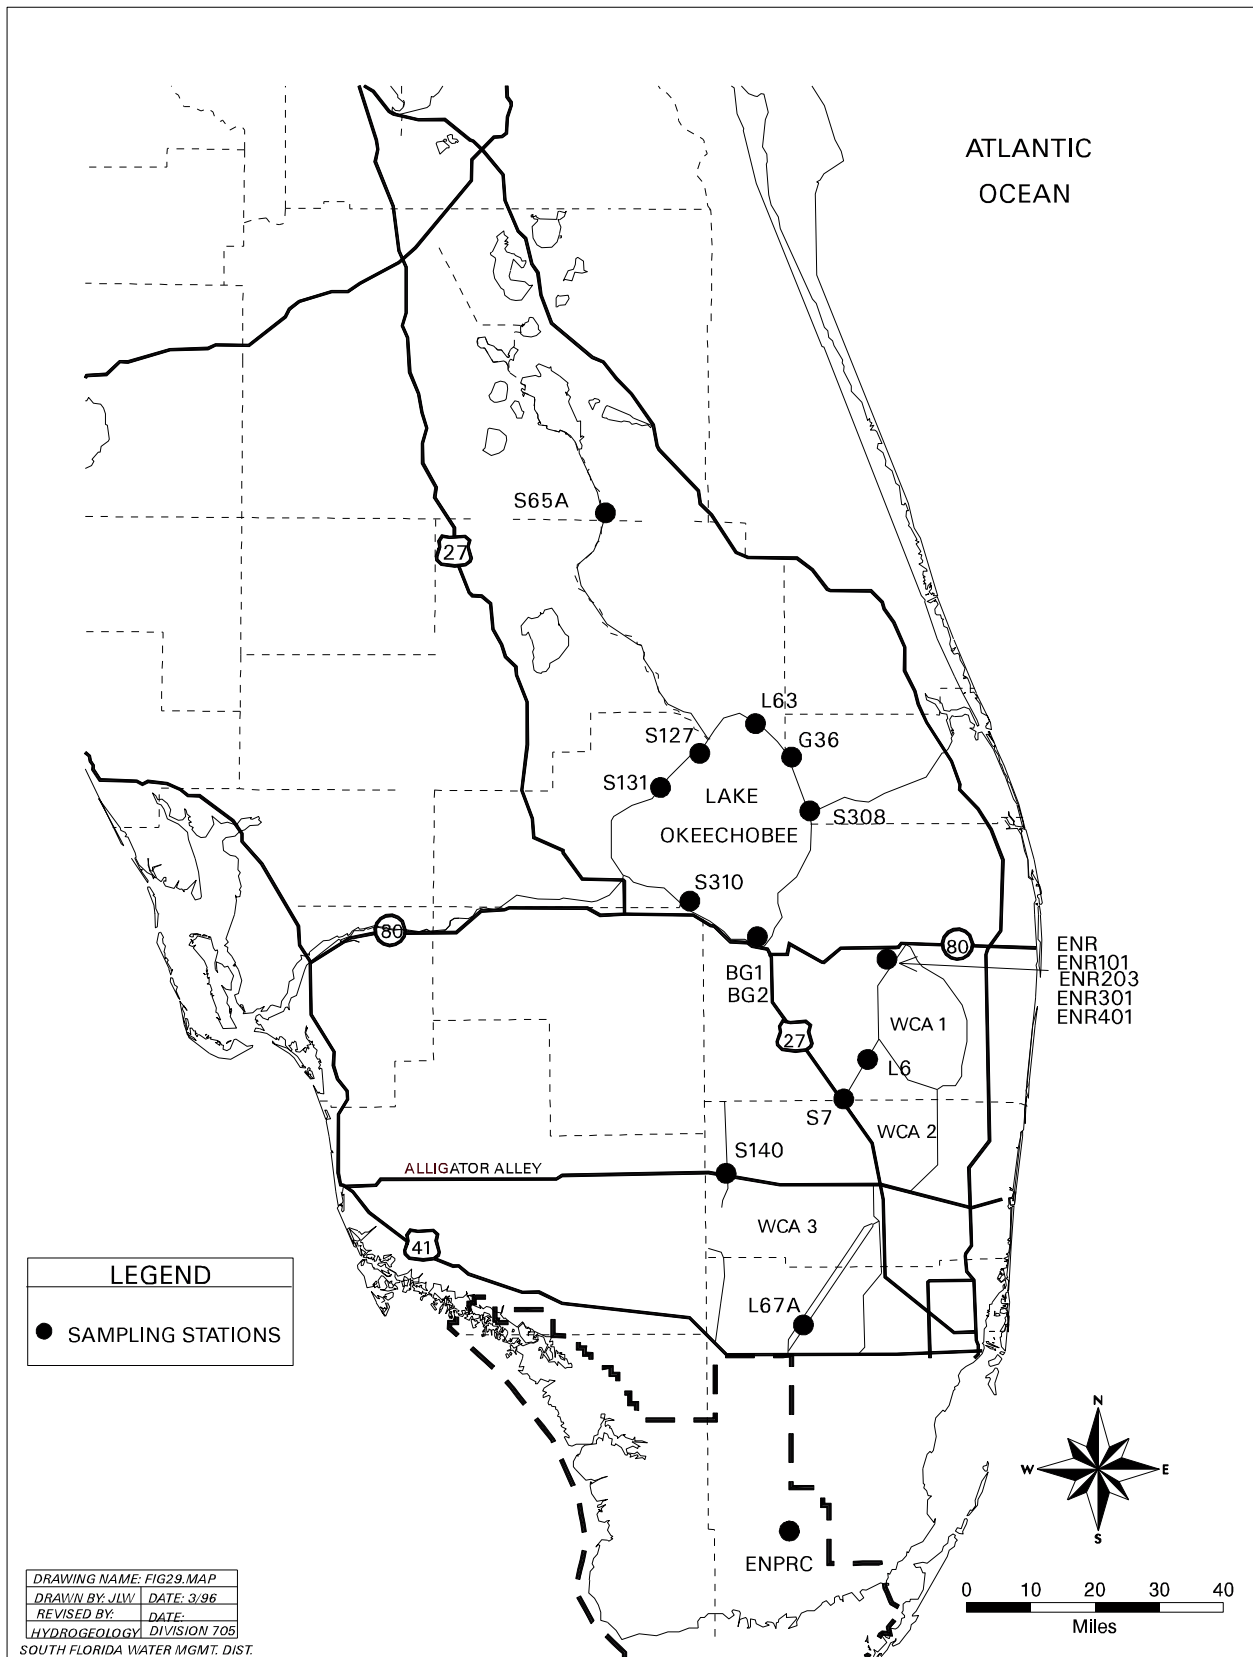 ATLANTIC
OCEAN
S65A
27
L63
S127
G36
S131
LAKE
S308
OKEECHOBEE
S310
80
80
ENR
ENR101
ENR203
ENR301
ENR401
BG1
BG2
WCA 1
27
L6
S7
WCA 2
S140
ALLIGATOR ALLEY
WCA 3
41
LEGEND
L67A
SAMPLING STATIONS
N
W
E
S
ENPRC
DRAWING NAME: FIG29.MAP
DRAWN BY: JLW DATE: 3/96
REVISED BY: DATE:
HYDROGEOLOGY DIVISION 705
SOUTH FLORIDA WATER MGMT. DIST.
0 10 20 30 40
Miles